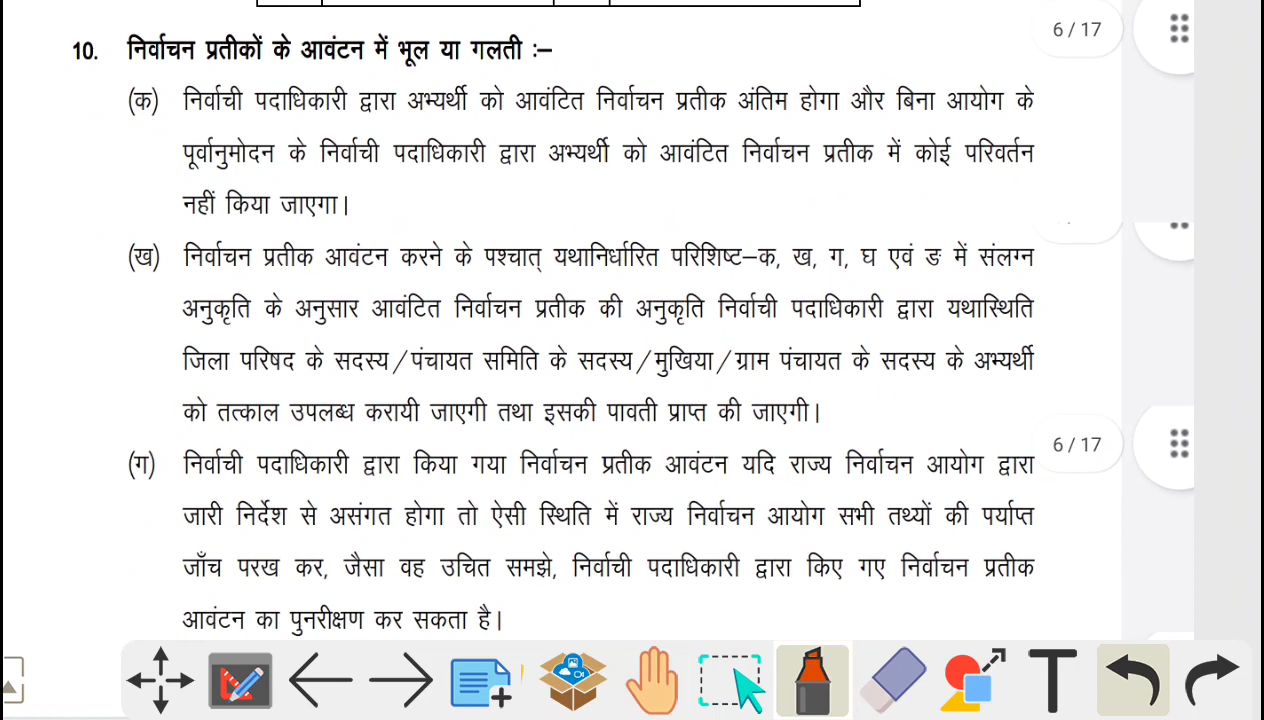 6 / 17
10. निर्वाचन प्रतीकों के आवंटन में भूल या गलती :–
(क) निर्वाची पदाधिकारी द्वारा अभ्यर्थी को आवंटित निर्वाचन प्रतीक अंतिम होगा और बिना आयोग के
पूर्वानुमोदन के निर्वाची पदाधिकारी द्वारा अभ्यर्थी को आवंटित निर्वाचन प्रतीक में कोई परिवर्तन
नहीं किया जाएगा।
(ख) निर्वाचन प्रतीक आवंटन करने के पश्चात् यथानिर्धारित परिशिष्ट–क, ख, ग, घ एवं ङ में संलग्न
अनुकृति के अनुसार आवंटित निर्वाचन प्रतीक की अनुकृति निर्वाची पदाधिकारी द्वारा यथास्थिति
जिला परिषद के सदस्य/पंचायत समिति के सदस्य/मुखिया/ग्राम पंचायत के सदस्य के अभ्यर्थी
को तत्काल उपलब्ध करायी जाएगी तथा इसकी पावती प्राप्त की जाएगी।
6 / 17
(ग) निर्वाची पदाधिकारी द्वारा किया गया निर्वाचन प्रतीक आवंटन यदि राज्य निर्वाचन आयोग द्वारा
जारी निर्देश से असंगत होगा तो ऐसी स्थिति में राज्य निर्वाचन आयोग सभी तथ्यों की पर्याप्त
जाँच परख कर, जैसा वह उचित समझे, निर्वाची पदाधिकारी द्वारा किए गए निर्वाचन प्रतीक
आवंटन का पुनरीक्षण कर सकता है।